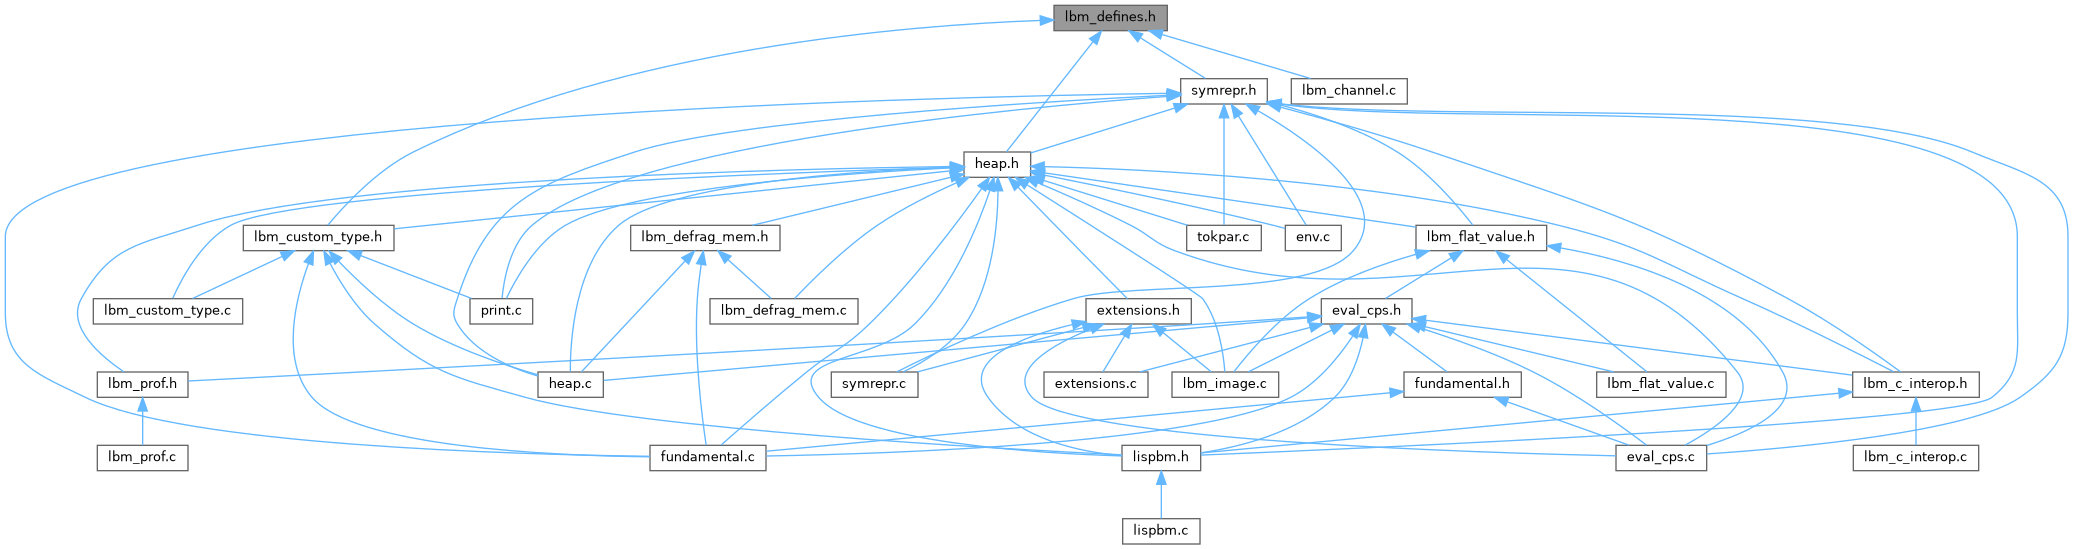 lbm_defines.h
symrepr.h
lbm_channel.c
heap.h
lbm_custom_type.h
lbm_defrag_mem.h
tokpar.c
env.c
lbm_flat_value.h
lbm_custom_type.c
print.c
lbm_defrag_mem.c
extensions.h
eval_cps.h
lbm_prof.h
heap.c
symrepr.c
extensions.c
lbm_image.c
fundamental.h
lbm_flat_value.c
lbm_c_interop.h
lbm_prof.c
fundamental.c
lispbm.h
eval_cps.c
lbm_c_interop.c
lispbm.c